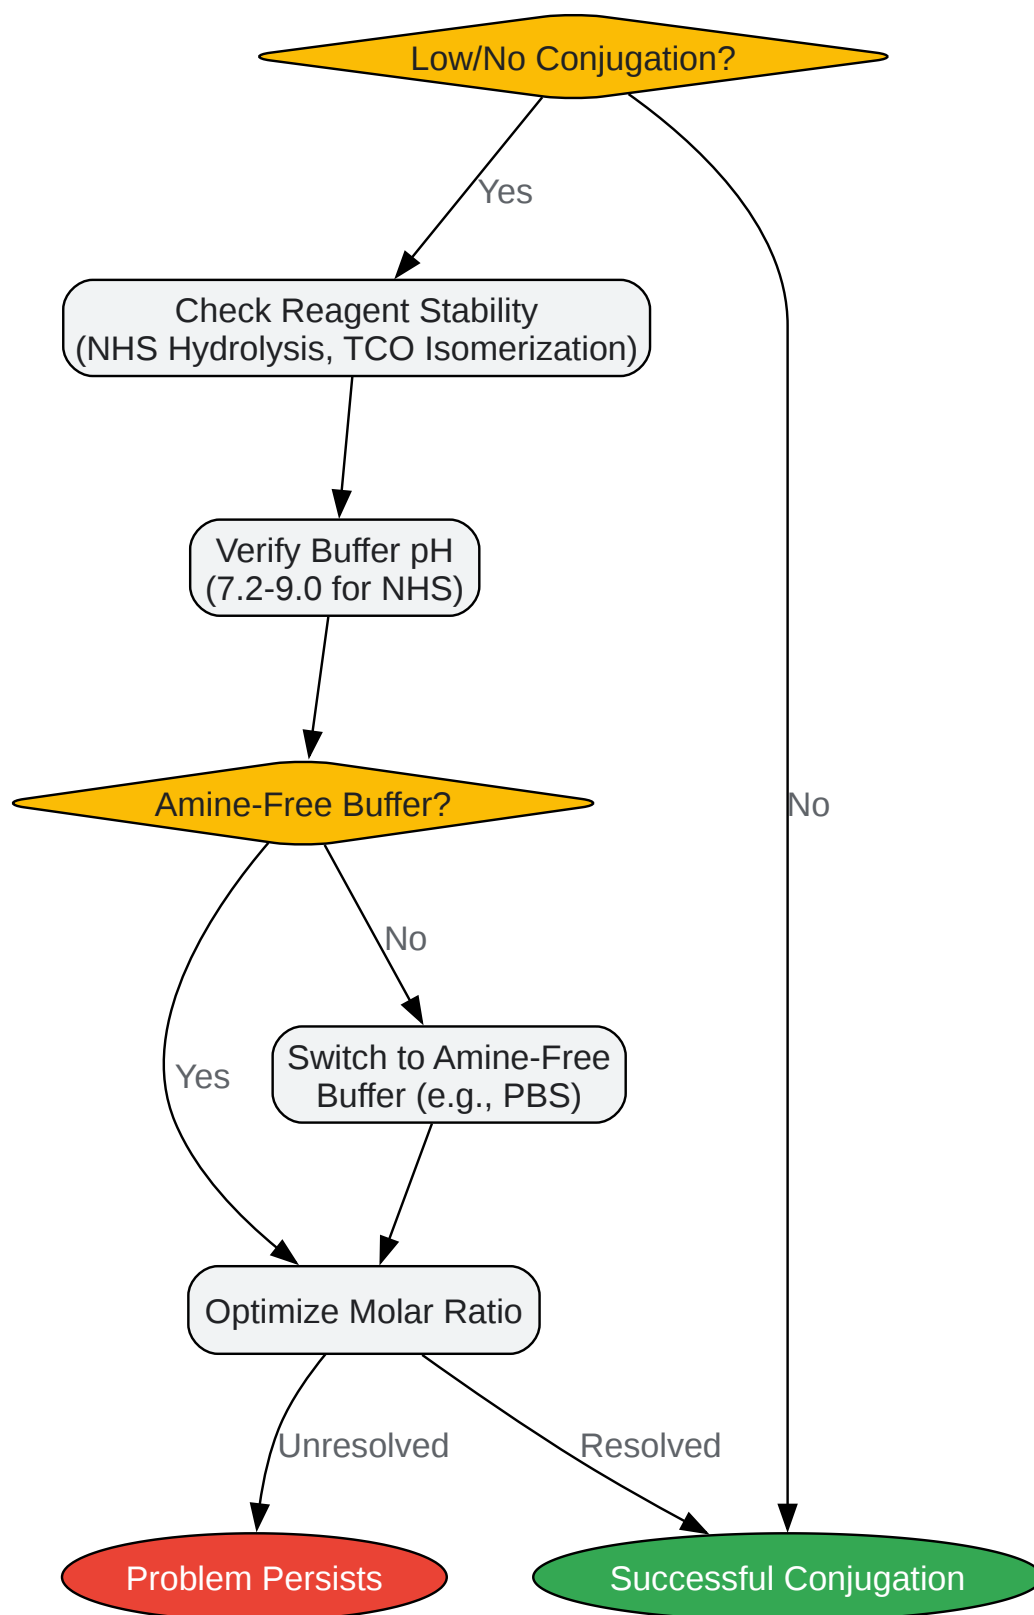 Low/No Conjugation?
Yes
Check Reagent Stability
(NHS Hydrolysis, TCO Isomerization)
Verify Buffer pH
(7.2-9.0 for NHS)
Amine-Free Buffer?
No
No
Switch to Amine-Free
Buffer (e.g., PBS)
Yes
Optimize Molar Ratio
Unresolved
Resolved
Problem Persists
Successful Conjugation